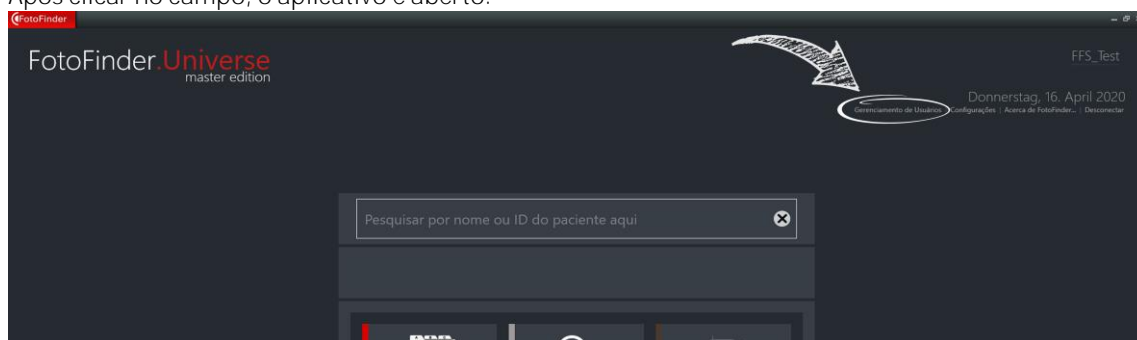 Após clicar no campo, o aplicativo é aberto.
FotoFinder
FotoFinder.Universe
master edition
FFS_Test
Donnerstag, 16. April 2020
Gerenciamento de Usuários Configurações | Acerca de FotoFinder... | Desconectar
Pesquisar por nome ou ID do paciente aqui